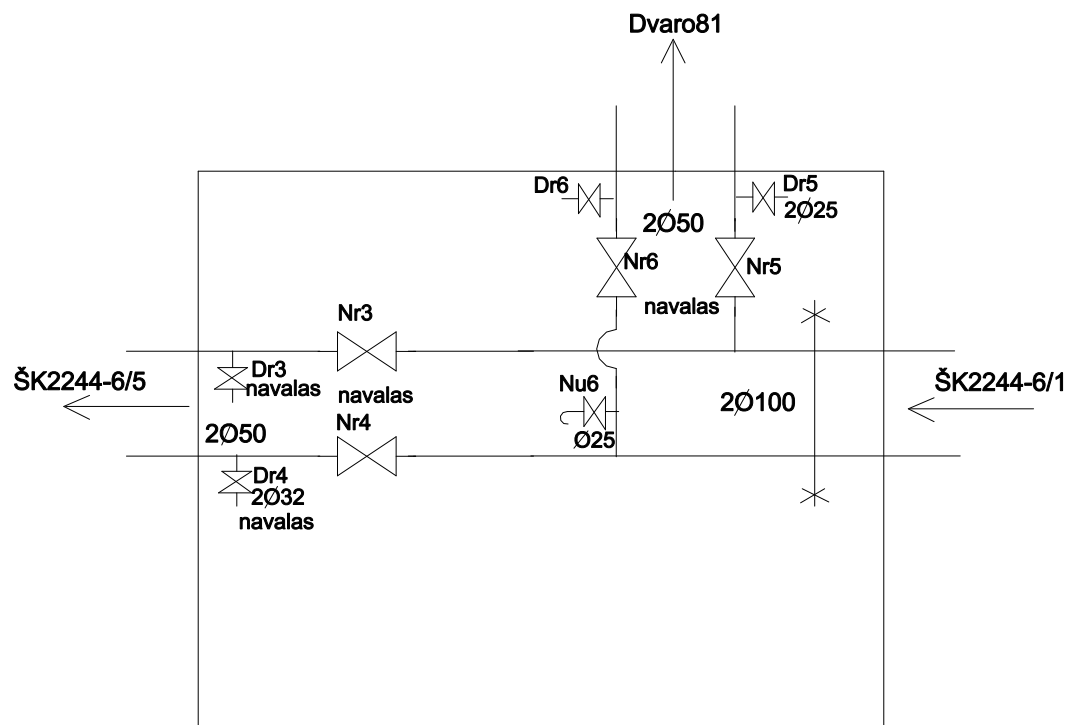 Dvaro81
Dr6
Dr5
2Ø25
2Ø50
Nr6
Nr5
navalas
Nr3
ŠK2244-6/5
Dr3
navalas
navalas
Nu6
2Ø100
ŠK2244-6/1
Nr4
2Ø50
Ø25
Dr4
2Ø32
navalas